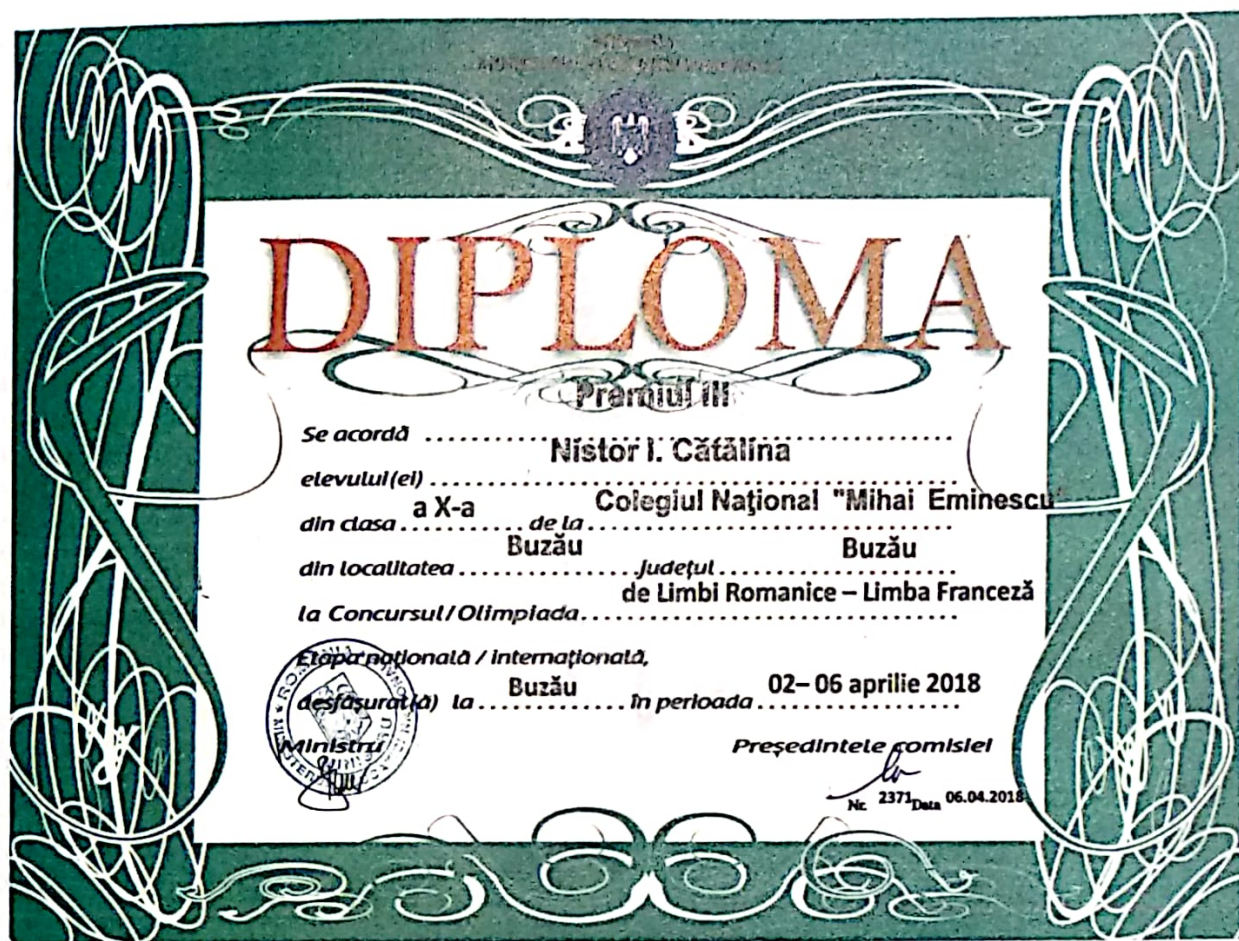 DIPLOMA
Premiul III
Se acordă
Nistor I. Cătălina
elevului(ei)
din clasa a X-a de la Colegiul Național "Mihai Eminescu"
din localitatea Buzău Județul Buzău
la Concursul/Olimpiada de Limbi Romanice – Limba Franceză
Etapa națională / internațională,
desfășurat(ă) la Buzău în perioada 02– 06 aprilie 2018
Ministru Președintele comisiei
Nr. 2371 Data 06.04.2018